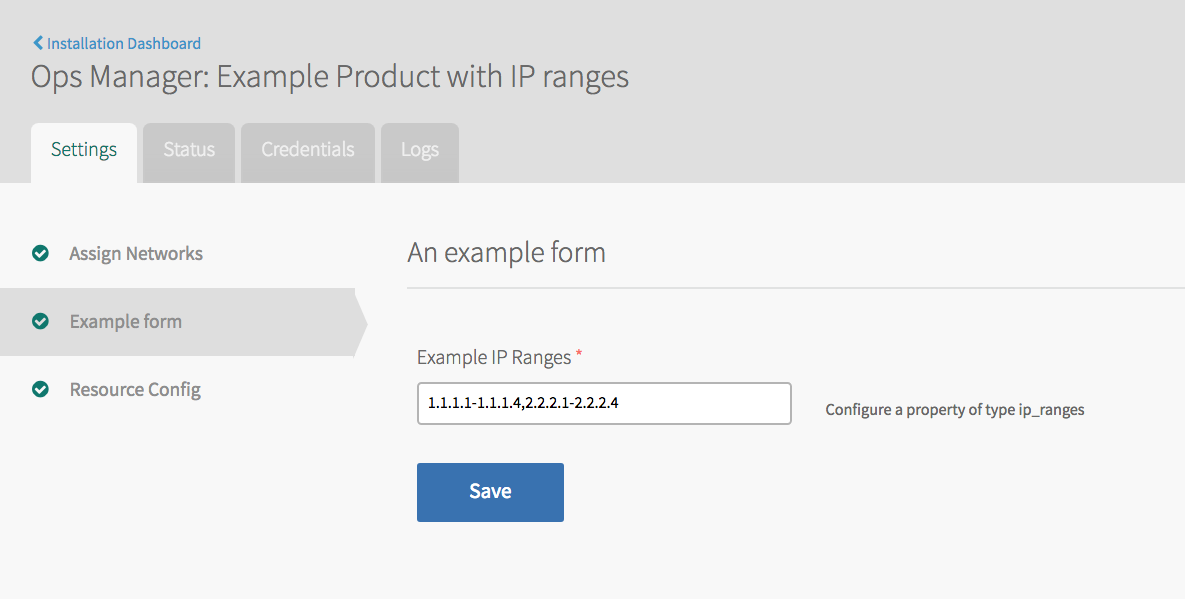 Installation Dashboard
Ops Manager: Example Product with IP ranges
Settings Status Credentials Logs
Assign Networks
Example form
Resource Config
An example form
Example IP Ranges *
1.1.1.1-1.1.1.4,2.2.2.1-2.2.2.4
Configure a property of type ip_ranges
Save